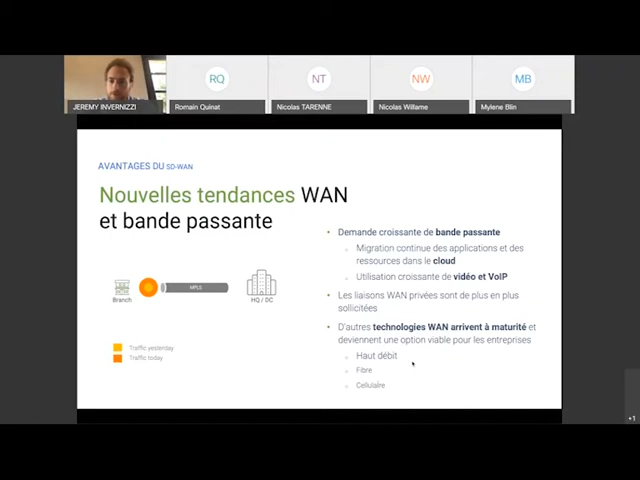 RQ
NT
NW
MB
JEREMY INVERNIZZI
Romain Quinat
Nicolas TARENNE
Nicolas Willame
Mylene Blin
AVANTAGES DU SD-WAN
Nouvelles tendances WAN
et bande passante
Branch
MPLS
HQ / DC
Traffic yesterday
Traffic today
• Demande croissante de bande passante
o Migration continue des applications et des
ressources dans le cloud
o Utilisation croissante de vidéo et VoIP
• Les liaisons WAN privées sont de plus en plus
sollicitées
• D'autres technologies WAN arrivent à maturité et
deviennent une option viable pour les entreprises
o Haut débit
o Fibre
o Cellulaire
+1